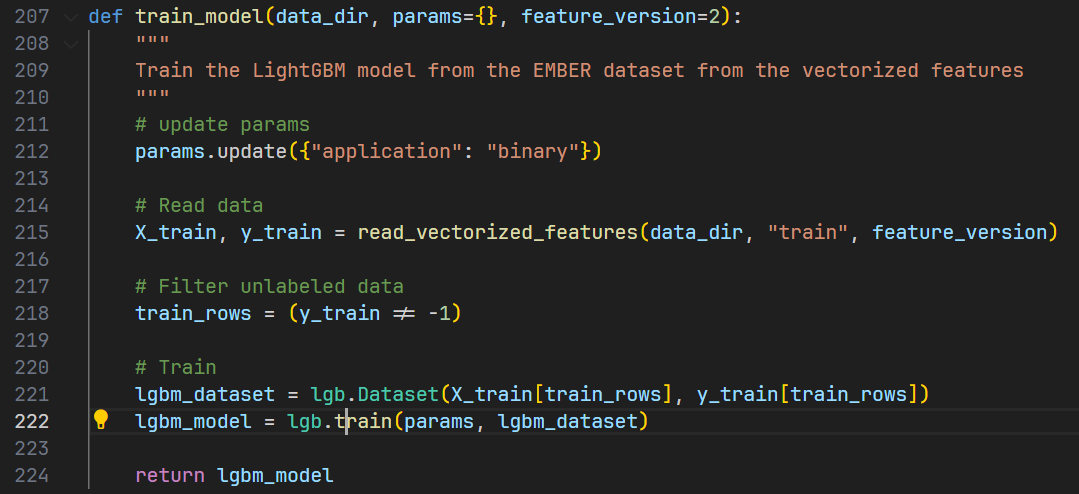 207 def train_model(data_dir, params={}, feature_version=2):
208     """
209     Train the LightGBM model from the EMBER dataset from the vectorized features
210     """
211     # update params
212     params.update({"application": "binary"})
213
214     # Read data
215     X_train, y_train = read_vectorized_features(data_dir, "train", feature_version)
216
217     # Filter unlabeled data
218     train_rows = (y_train != -1)
219
220     # Train
221     lgbm_dataset = lgb.Dataset(X_train[train_rows], y_train[train_rows])
222     lgbm_model = lgb.train(params, lgbm_dataset)
223
224     return lgbm_model